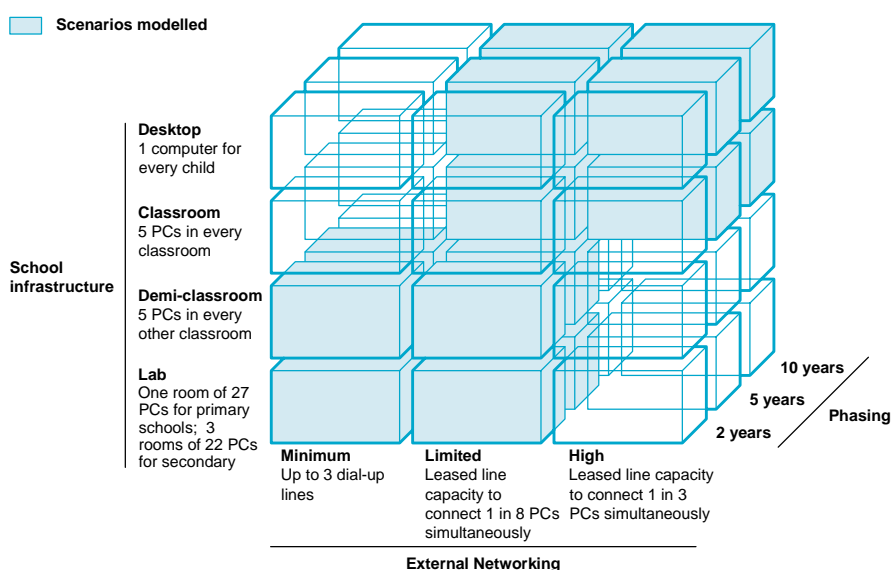 Scenarios modelled
Desktop
1 computer for
every child
Classroom
5 PCs in every
classroom
School
infrastructure
Demi-classroom
5 PCs in every
other classroom
Lab
One room of 27
PCs for primary
schools; 3
rooms of 22 PCs
for secondary
10 years
5 years
2 years
Phasing
Minimum
Up to 3 dial-up
lines
Limited
Leased line
capacity to
connect 1 in 8 PCs
simultaneously
High
Leased line capacity
to connect 1 in 3
PCs simultaneously
External Networking